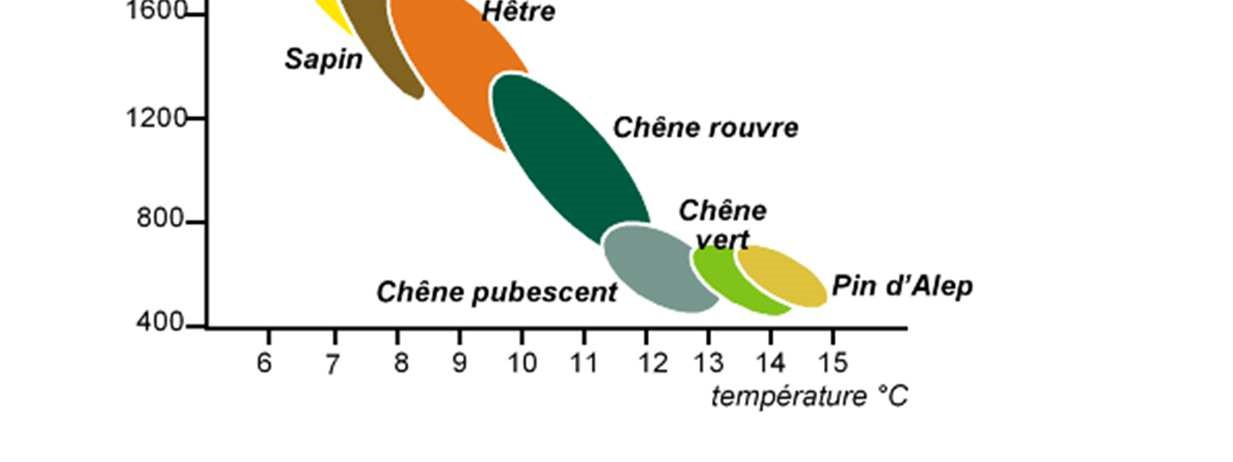 1600
Hêtre
Sapin
1200
Chêne rouvre
800
Chêne
vert
Chêne pubescent
Pin d'Alep
400
6 7 8 9 10 11 12 13 14 15
température °C